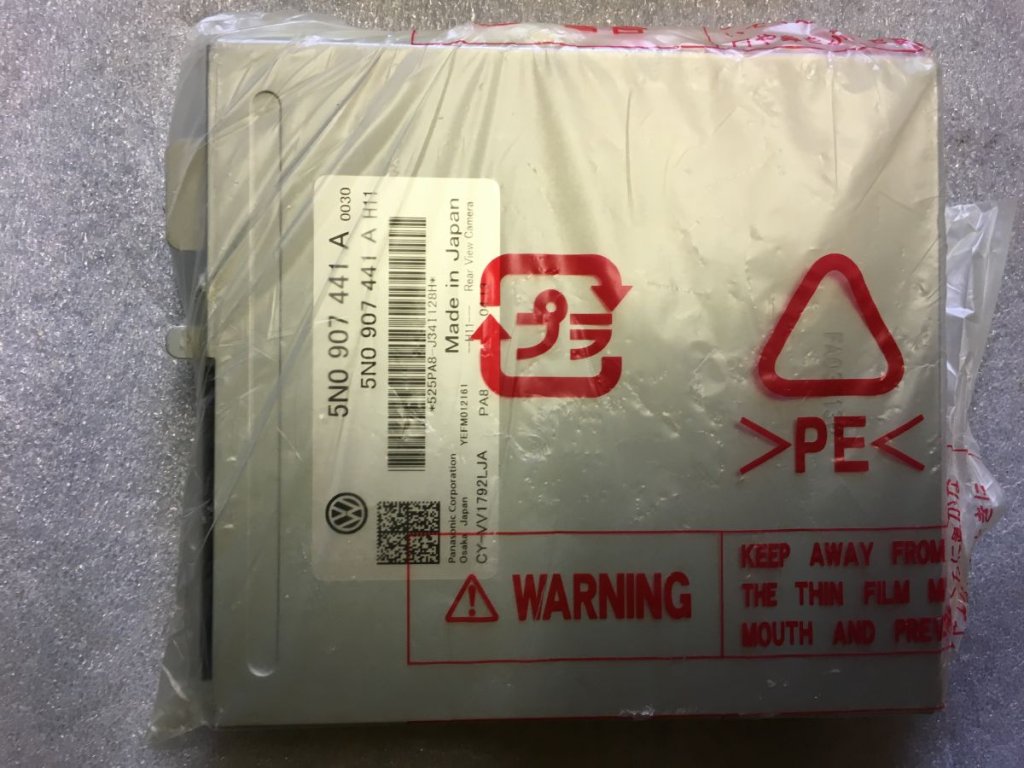 5N0 907 441 A 0030
5N0 907 441 A H11
*525PA8-J341128H*
Made in Japan
H11--- Rear View Camera
Panasonic Corporation YEFM012161
Osaka Japan
CY-VV1792LJA PA8
プラ
>PE<
WARNING
KEEP AWAY FROM
THE THIN FILM
MOUTH AND